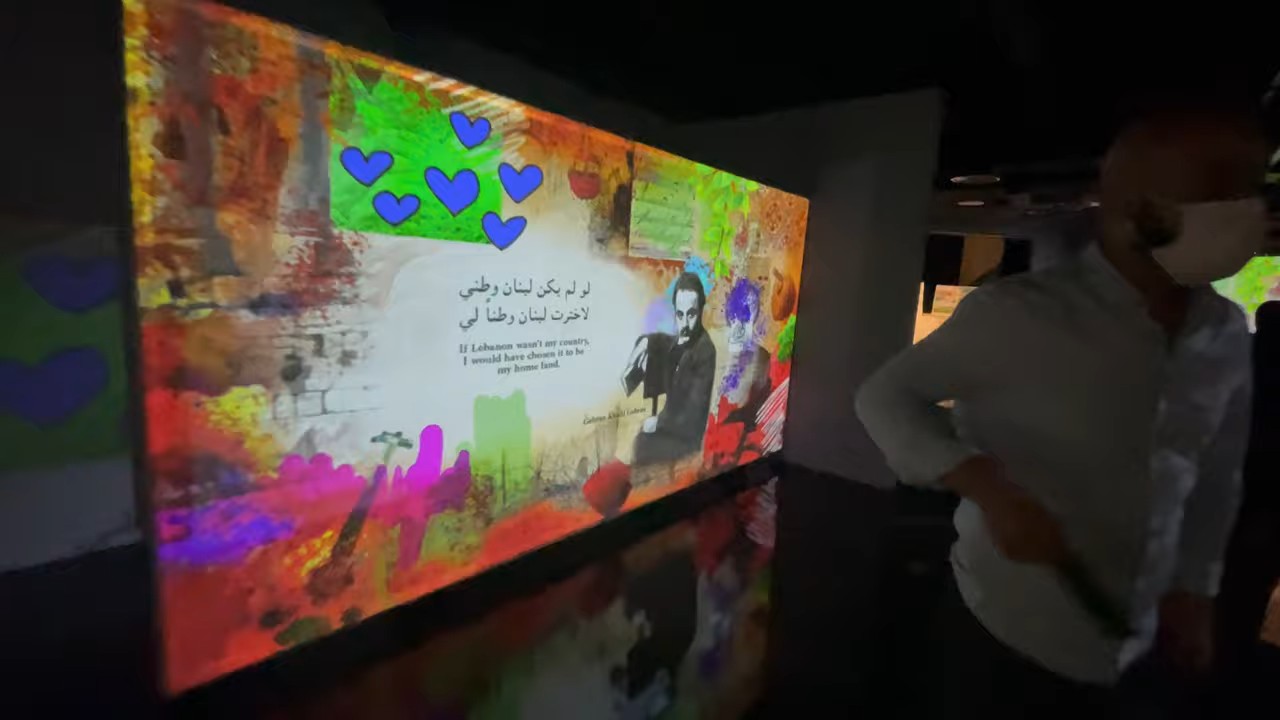 لو لم يكن لبنان وطني
لاخترت لبنان وطناً لي
If Lebanon wasn't my country,
I would have chosen it to be
my home land.
Gebran Khalil Gebran